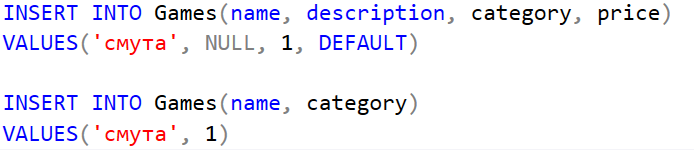 INSERT INTO Games(name, description, category, price)
VALUES('смута', NULL, 1, DEFAULT)
INSERT INTO Games(name, category)
VALUES('смута', 1)